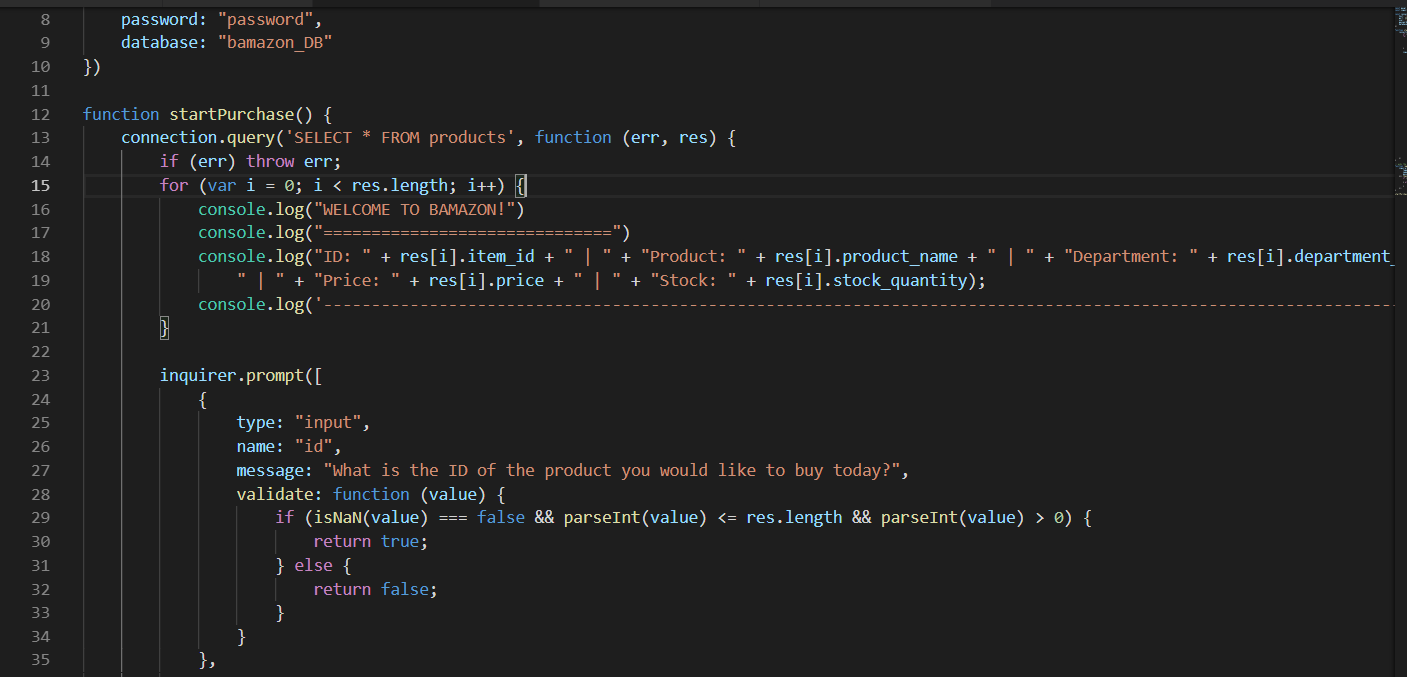 8 password: "password",
9 database: "bamazon_DB"
10 })
11
12 function startPurchase() {
13 connection.query('SELECT * FROM products', function (err, res) {
14 if (err) throw err;
15 for (var i = 0; i < res.length; i++) {
16 console.log("WELCOME TO BAMAZON!")
17 console.log("==============================")
18 console.log("ID: " + res[i].item_id + " | " + "Product: " + res[i].product_name + " | " + "Department: " + res[i].department_
19 " | " + "Price: " + res[i].price + " | " + "Stock: " + res[i].stock_quantity);
20 console.log('----------------------------------------------------------------------------------------------------------------
21 }
22
23 inquirer.prompt([
24 {
25 type: "input",
26 name: "id",
27 message: "What is the ID of the product you would like to buy today?",
28 validate: function (value) {
29 if (isNaN(value) === false && parseInt(value) <= res.length && parseInt(value) > 0) {
30 return true;
31 } else {
32 return false;
33 }
34 }
35 },